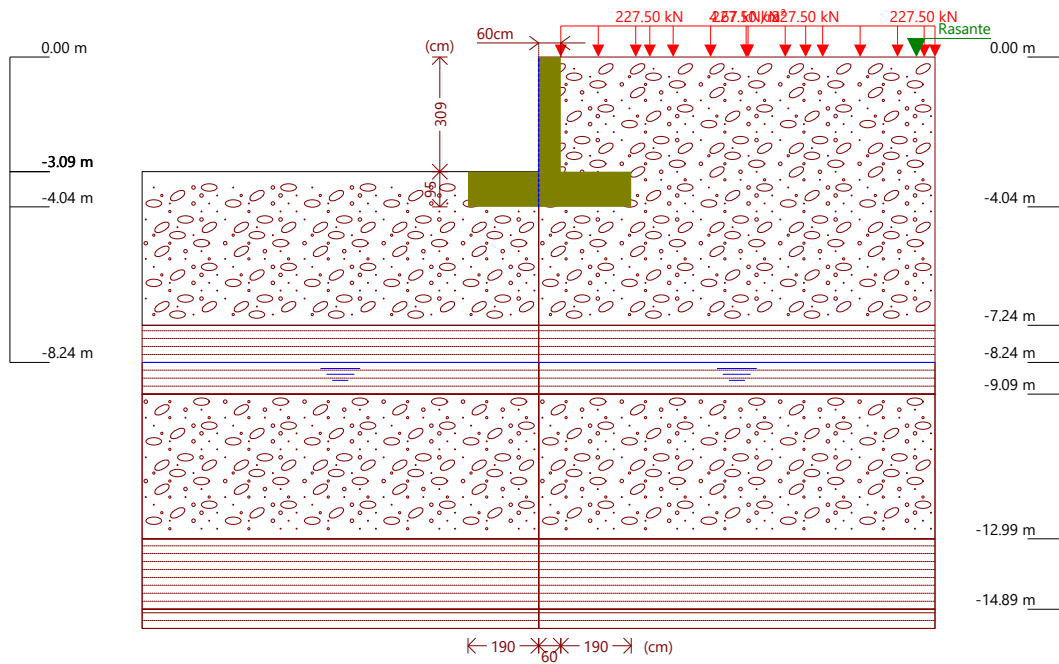 227.50 kN
227.50 kN
227.50 kN
Rasante
60cm
(cm)
0.00 m
0.00 m
309
-3.09 m
95
-4.04 m
-4.04 m
-7.24 m
-8.24 m
-8.24 m
-9.09 m
-12.99 m
-14.89 m
190
60
190
(cm)